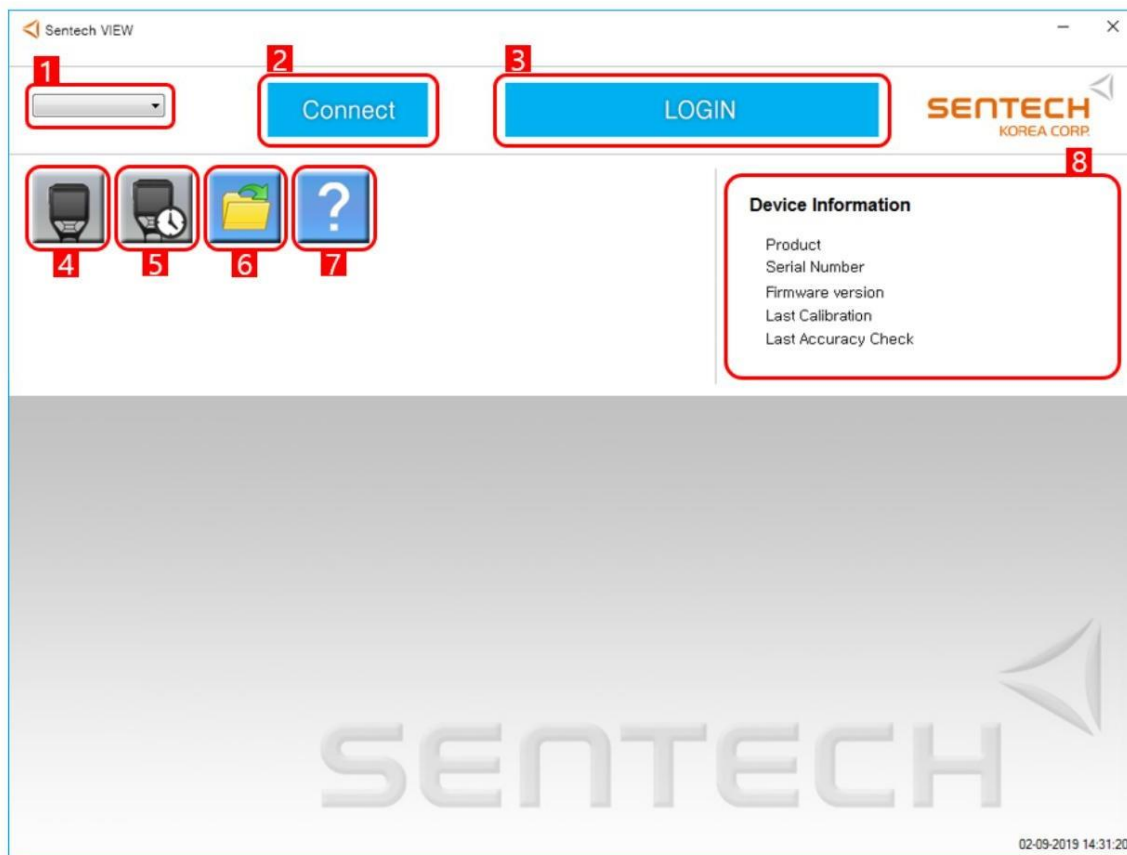 Sentech VIEW
1
2
3
Connect
LOGIN
SENTECH
KOREA CORP.
4
5
6
?
7
8
Device Information
Product
Serial Number
Firmware version
Last Calibration
Last Accuracy Check
SENTECH
02-09-2019 14:31:20